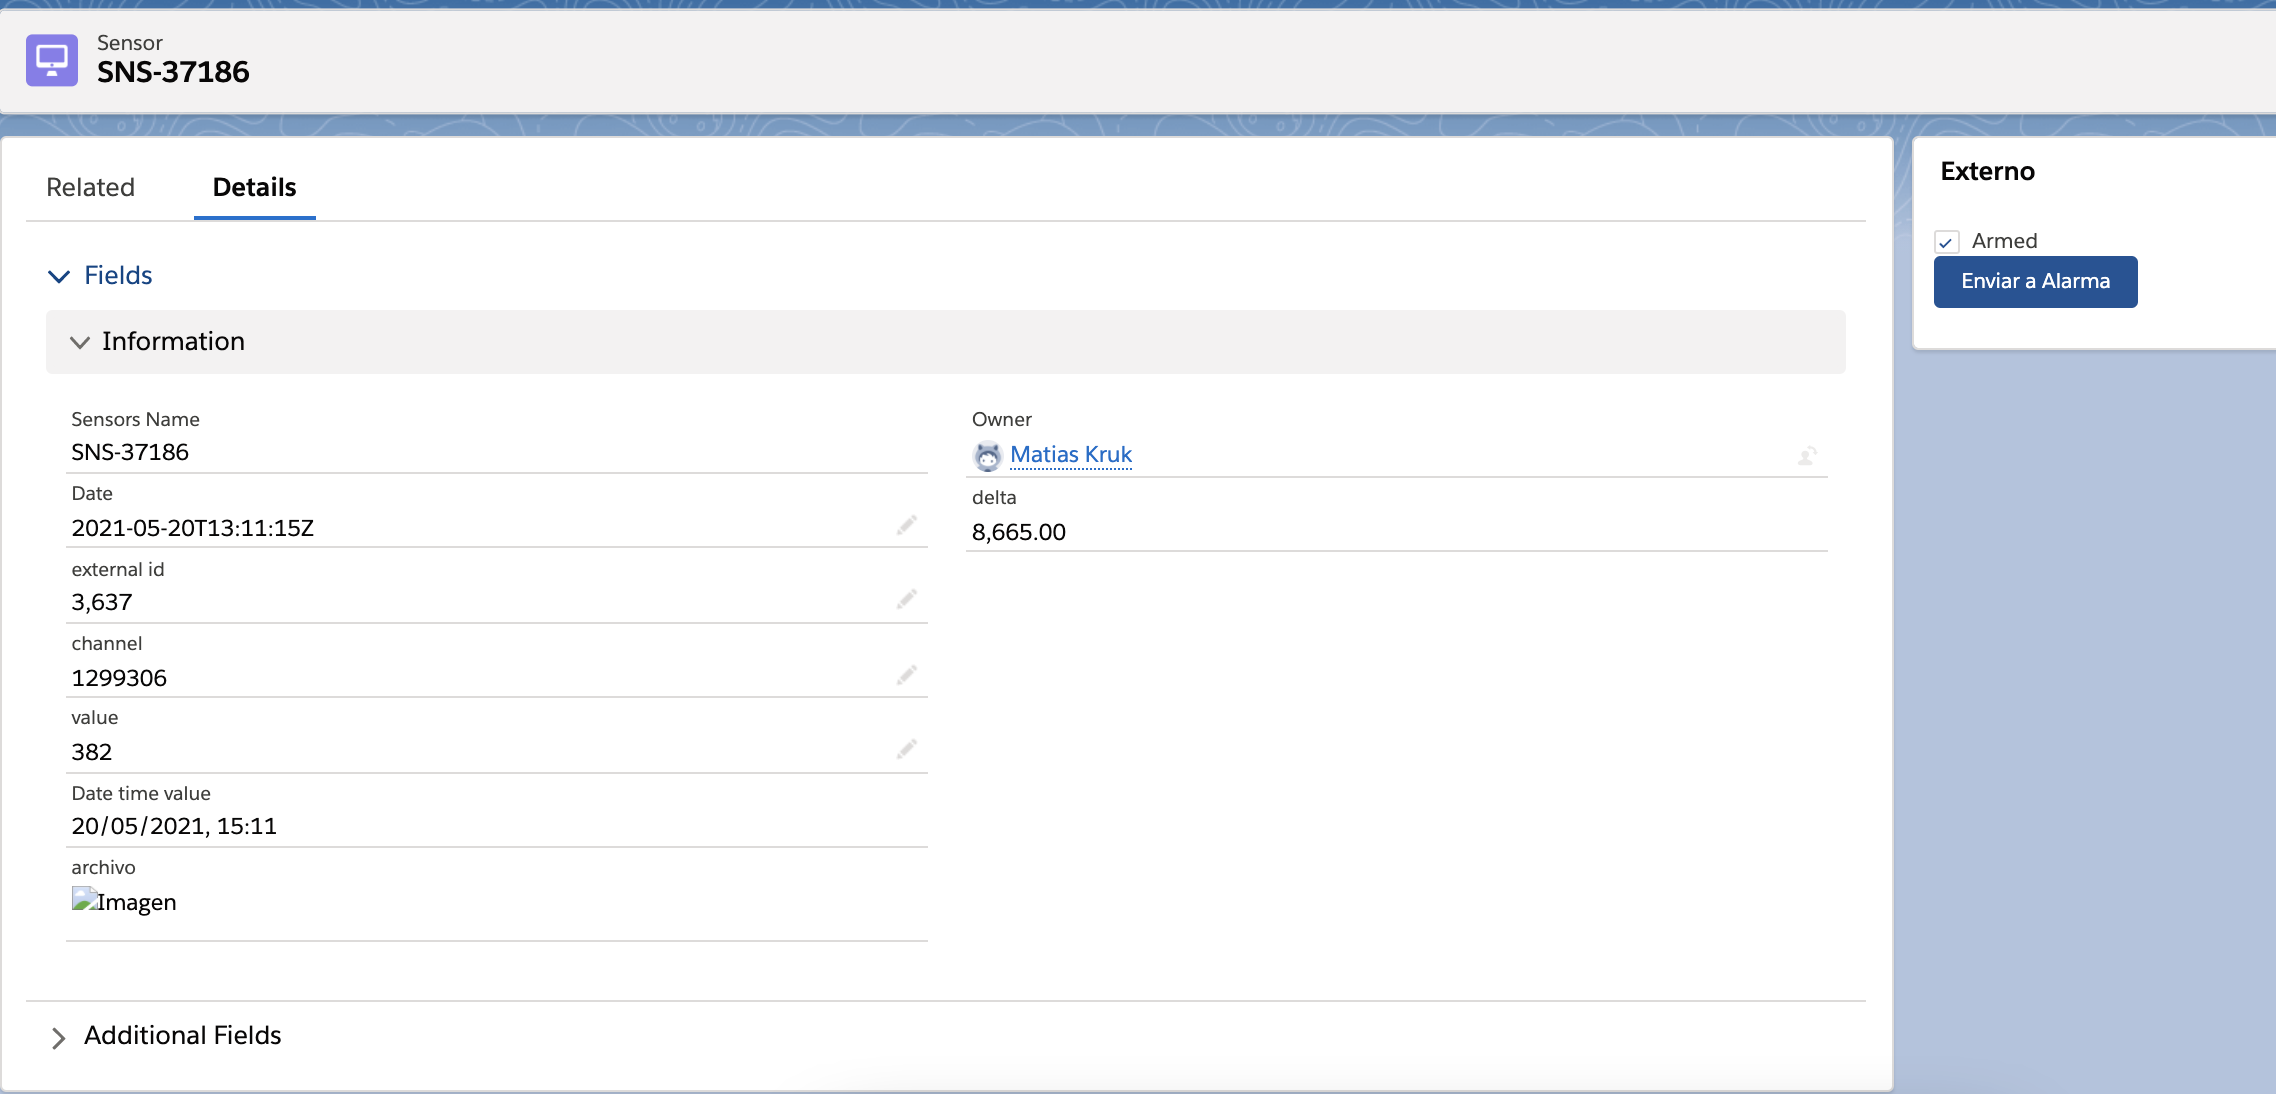 Sensor
SNS-37186
Related
Details
Fields
Information
Sensors Name
SNS-37186
Date
2021-05-20T13:11:15Z
external id
3,637
channel
1299306
value
382
Date time value
20/05/2021, 15:11
archivo
Imagen
Owner
Matias Kruk
delta
8,665.00
Additional Fields
Externo
Armed
Enviar a Alarma